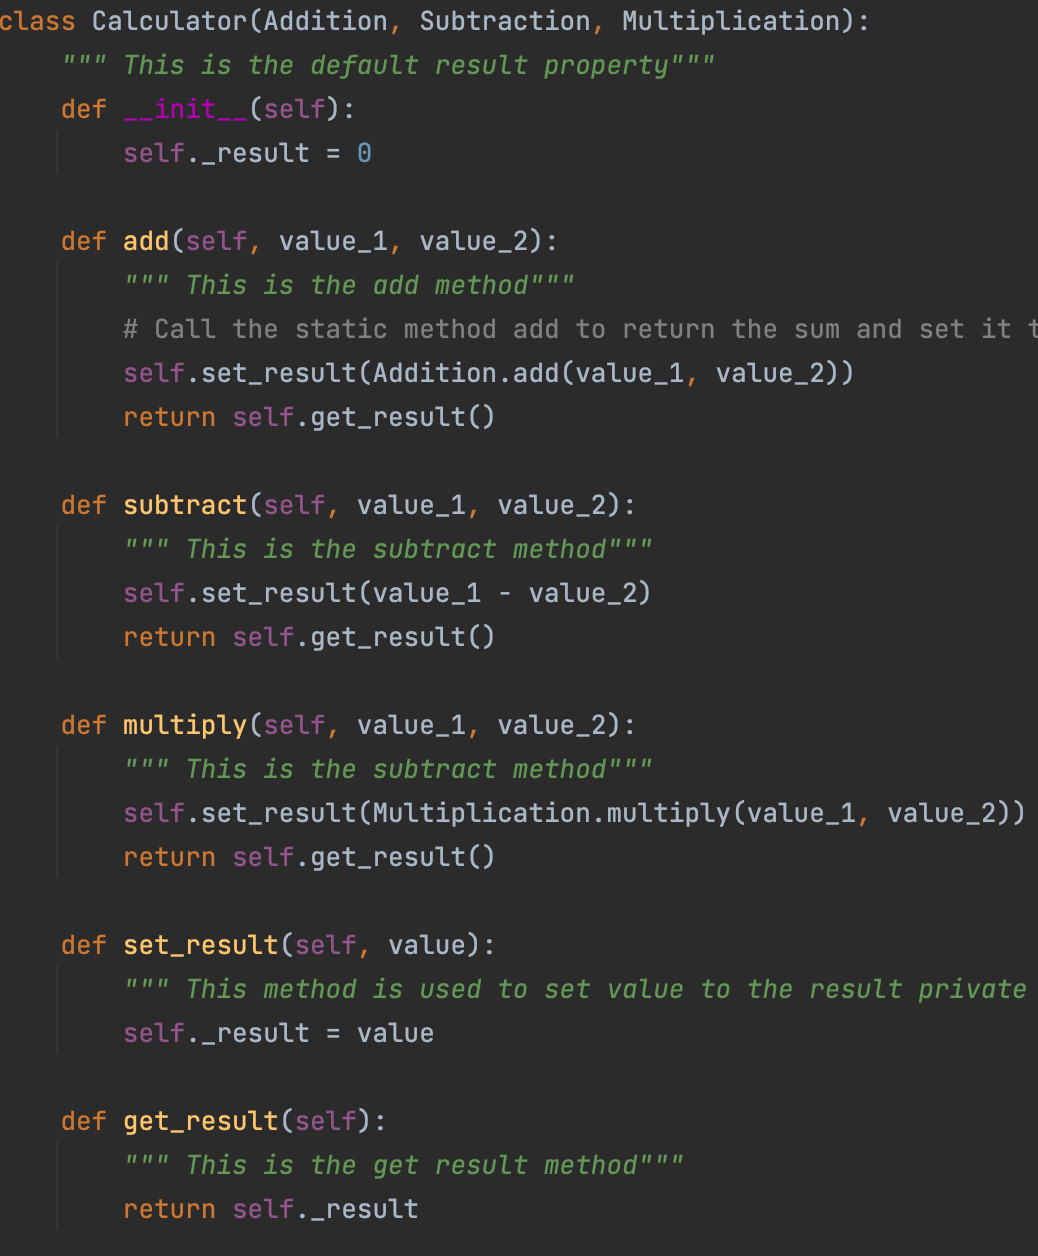 class Calculator(Addition, Subtraction, Multiplication):
    """ This is the default result property"""
    def __init__(self):
        self._result = 0

    def add(self, value_1, value_2):
        """ This is the add method"""
        # Call the static method add to return the sum and set it
        self.set_result(Addition.add(value_1, value_2))
        return self.get_result()

    def subtract(self, value_1, value_2):
        """ This is the subtract method"""
        self.set_result(value_1 - value_2)
        return self.get_result()

    def multiply(self, value_1, value_2):
        """ This is the subtract method"""
        self.set_result(Multiplication.multiply(value_1, value_2))
        return self.get_result()

    def set_result(self, value):
        """ This method is used to set value to the result private
        self._result = value

    def get_result(self):
        """ This is the get result method"""
        return self._result